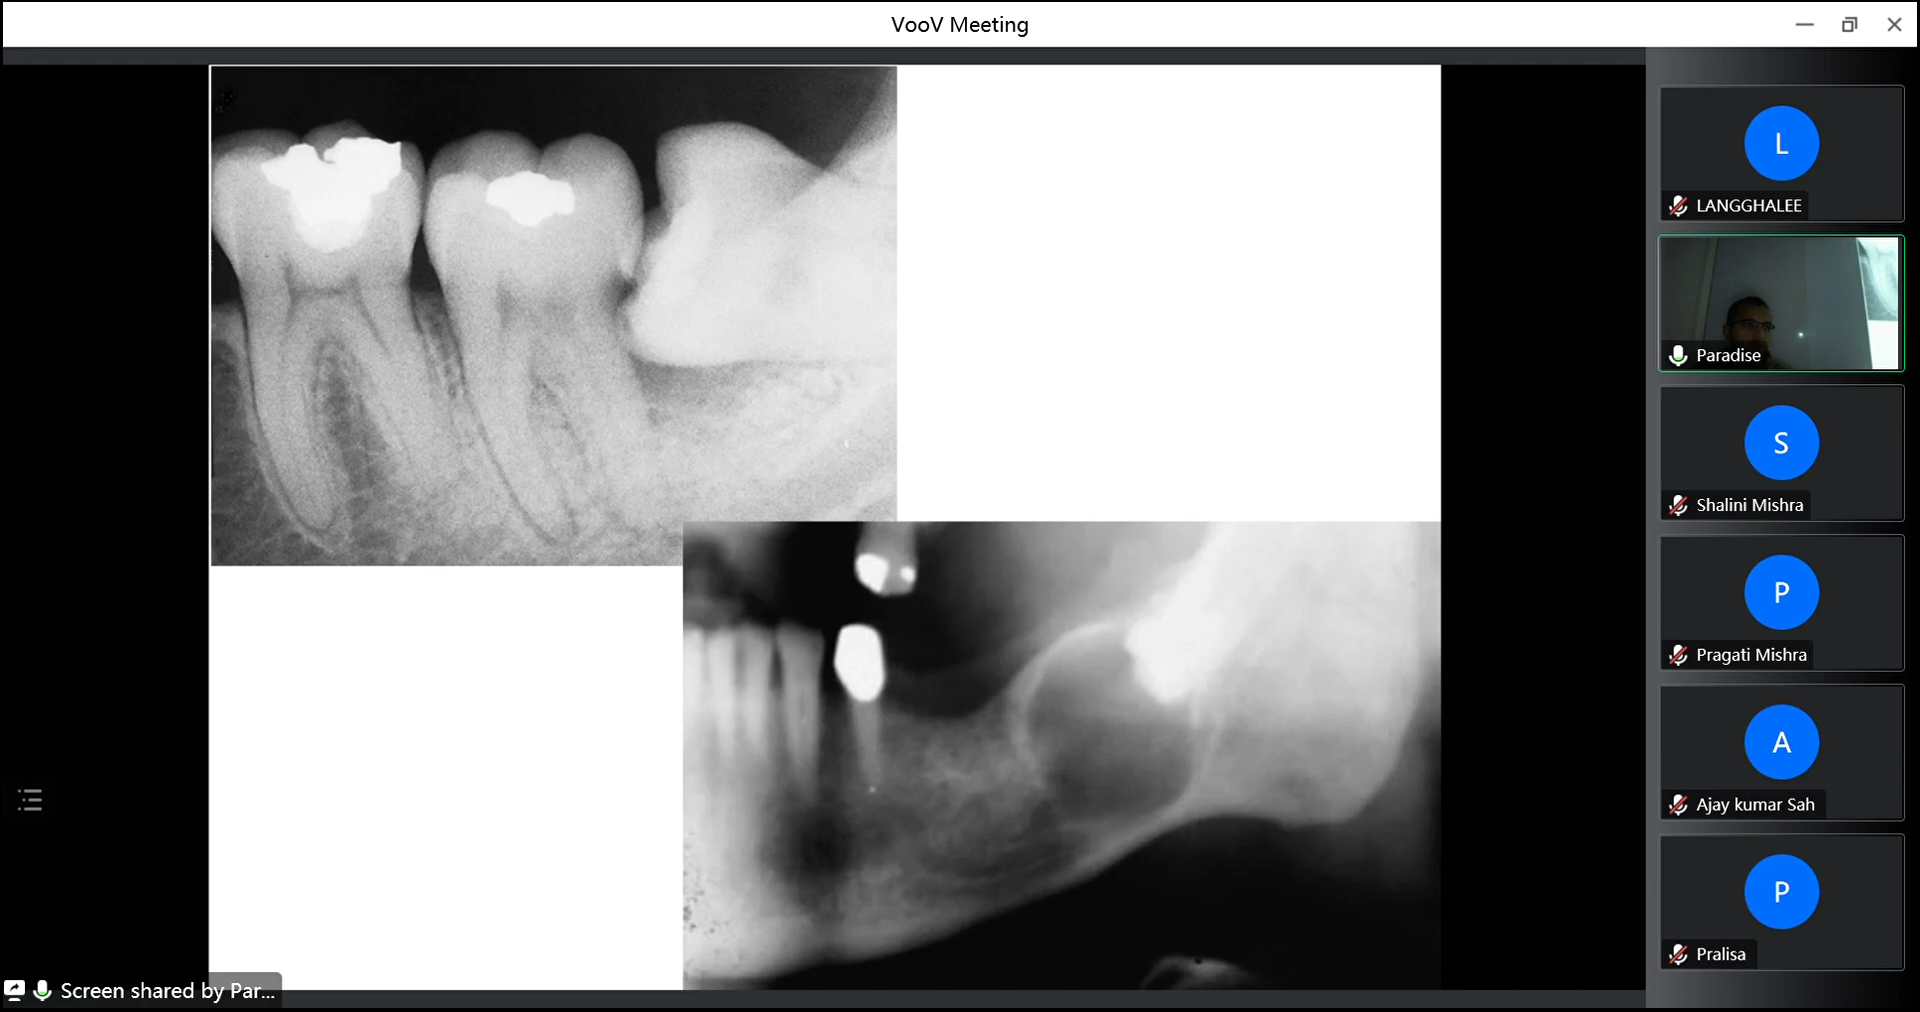 VooV Meeting
L
LANGGHALEE
Paradise
S
Shalini Mishra
P
Pragati Mishra
A
Ajay kumar Sah
P
Pralisa
Screen shared by Par...